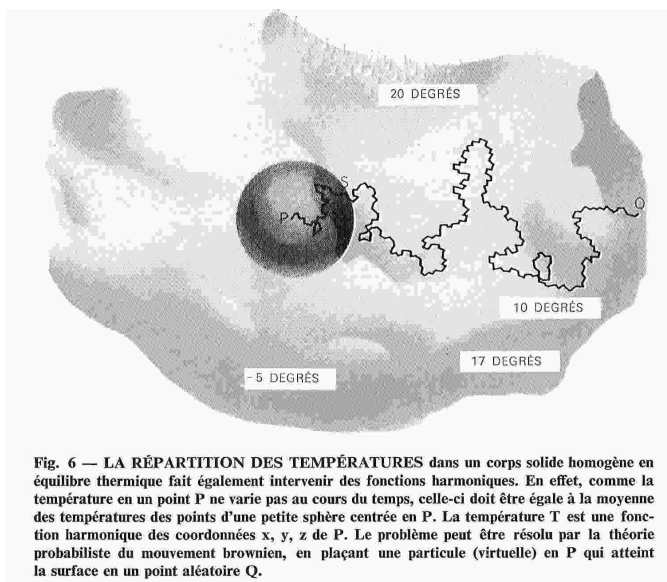 20 DEGRÉS
S
P
Q
10 DEGRÉS
17 DEGRÉS
-5 DEGRÉS
Fig. 6 — LA RÉPARTITION DES TEMPÉRATURES dans un corps solide homogène en
équilibre thermique fait également intervenir des fonctions harmoniques. En effet, comme la
température en un point P ne varie pas au cours du temps, celle-ci doit être égale à la moyenne
des températures des points d'une petite sphère centrée en P. La température T est une fonc-
tion harmonique des coordonnées x, y, z de P. Le problème peut être résolu par la théorie
probabiliste du mouvement brownien, en plaçant une particule (virtuelle) en P qui atteint
la surface en un point aléatoire Q.